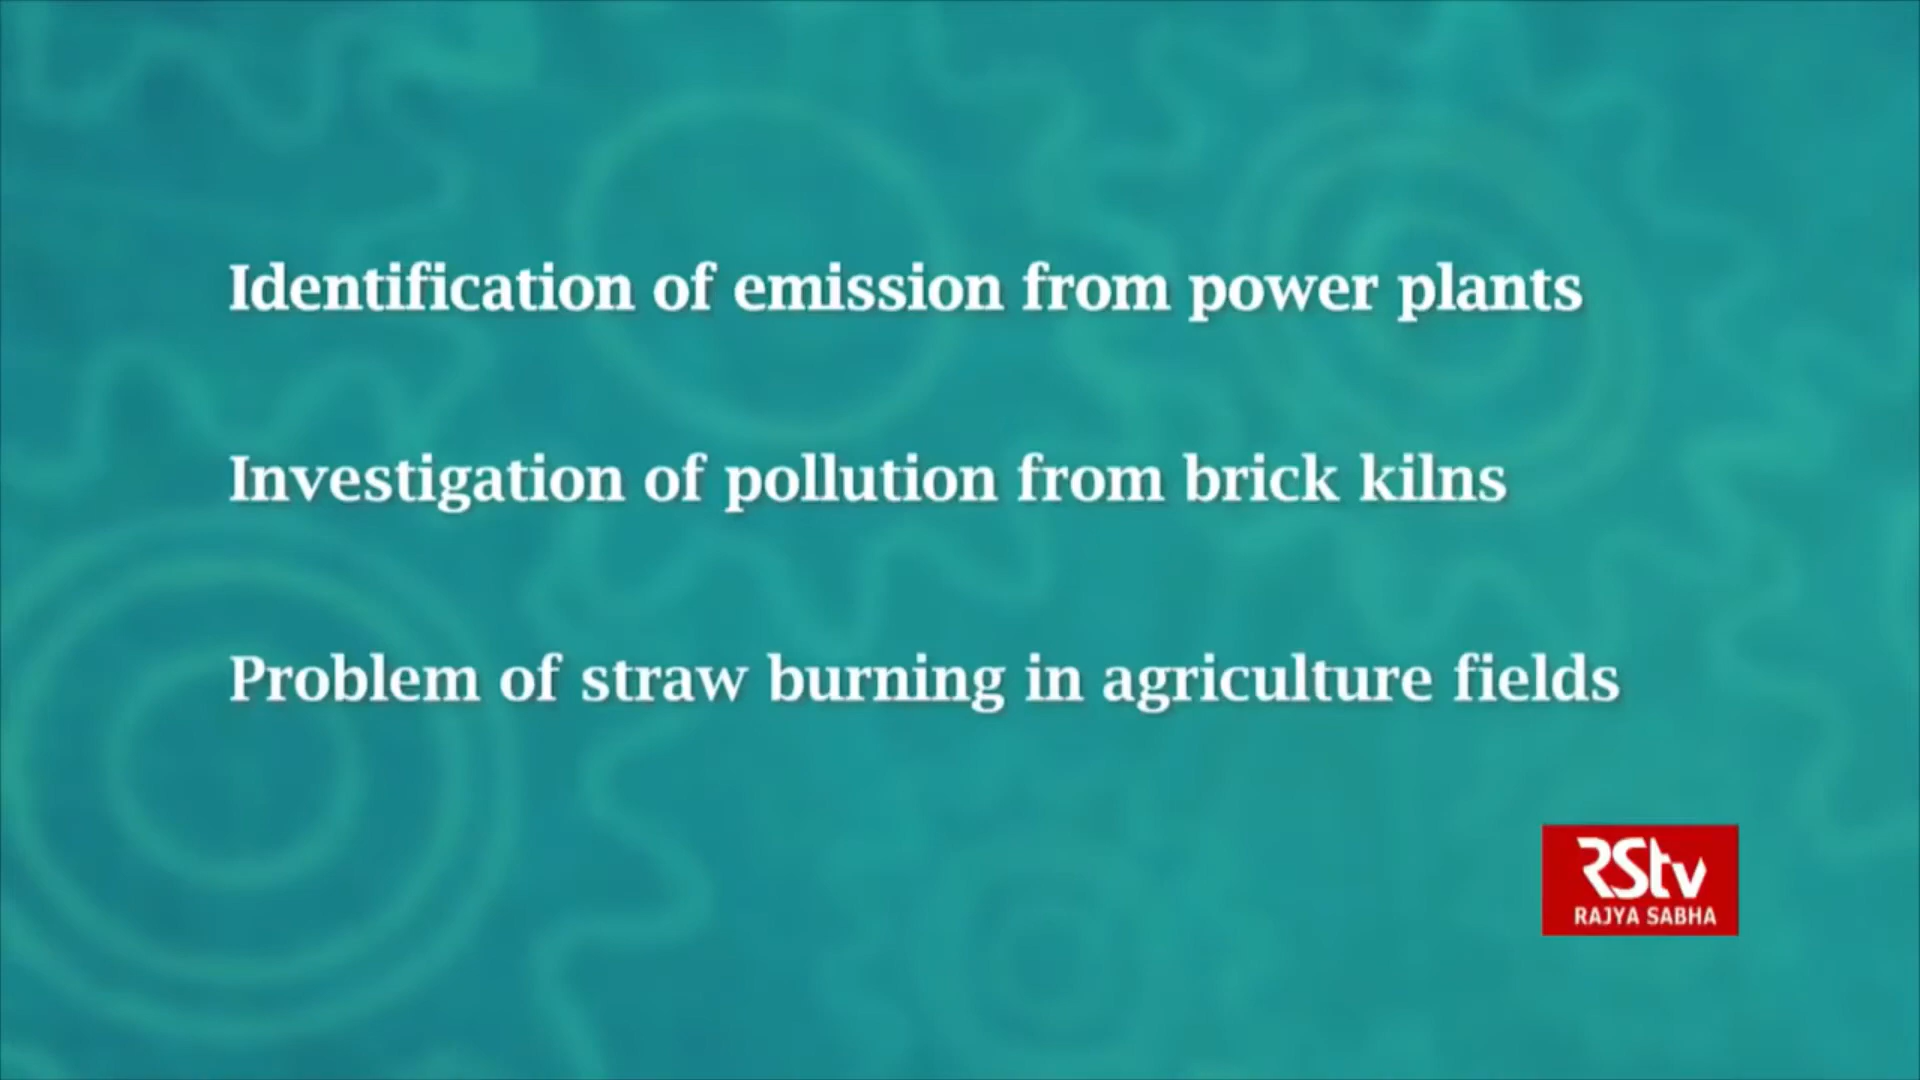 Identification of emission from power plants
Investigation of pollution from brick kilns
Problem of straw burning in agriculture fields
RStv
RAJYA SABHA